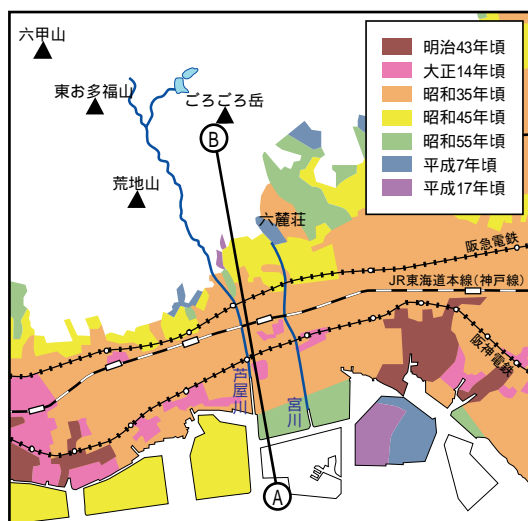 六甲山
東お多福山
ごろごろ岳
B
荒地山
六麓荘
明治43年頃
大正14年頃
昭和35年頃
昭和45年頃
昭和55年頃
平成7年頃
平成17年頃
阪急電鉄
JR東海道本線(神戸線)
阪神電鉄
芦屋川
宮川
A